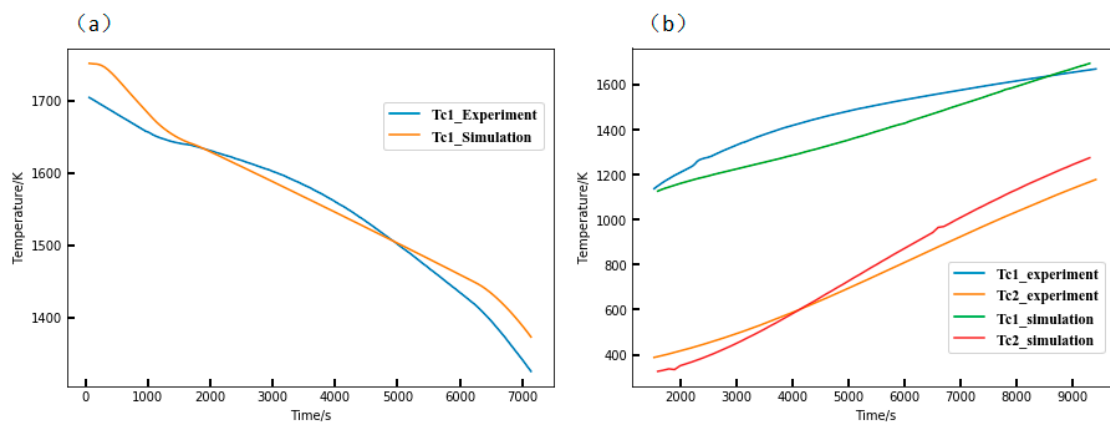 (a)
1700
1600
1500
1400
Temperature/K
0 1000 2000 3000 4000 5000 6000 7000
Time/s
Tc1_Experiment
Tc1_Simulation
(b)
1600
1400
1200
1000
800
600
400
Temperature/K
2000 3000 4000 5000 6000 7000 8000 9000
Time/s
Tc1_experiment
Tc2_experiment
Tc1_simulation
Tc2_simulation